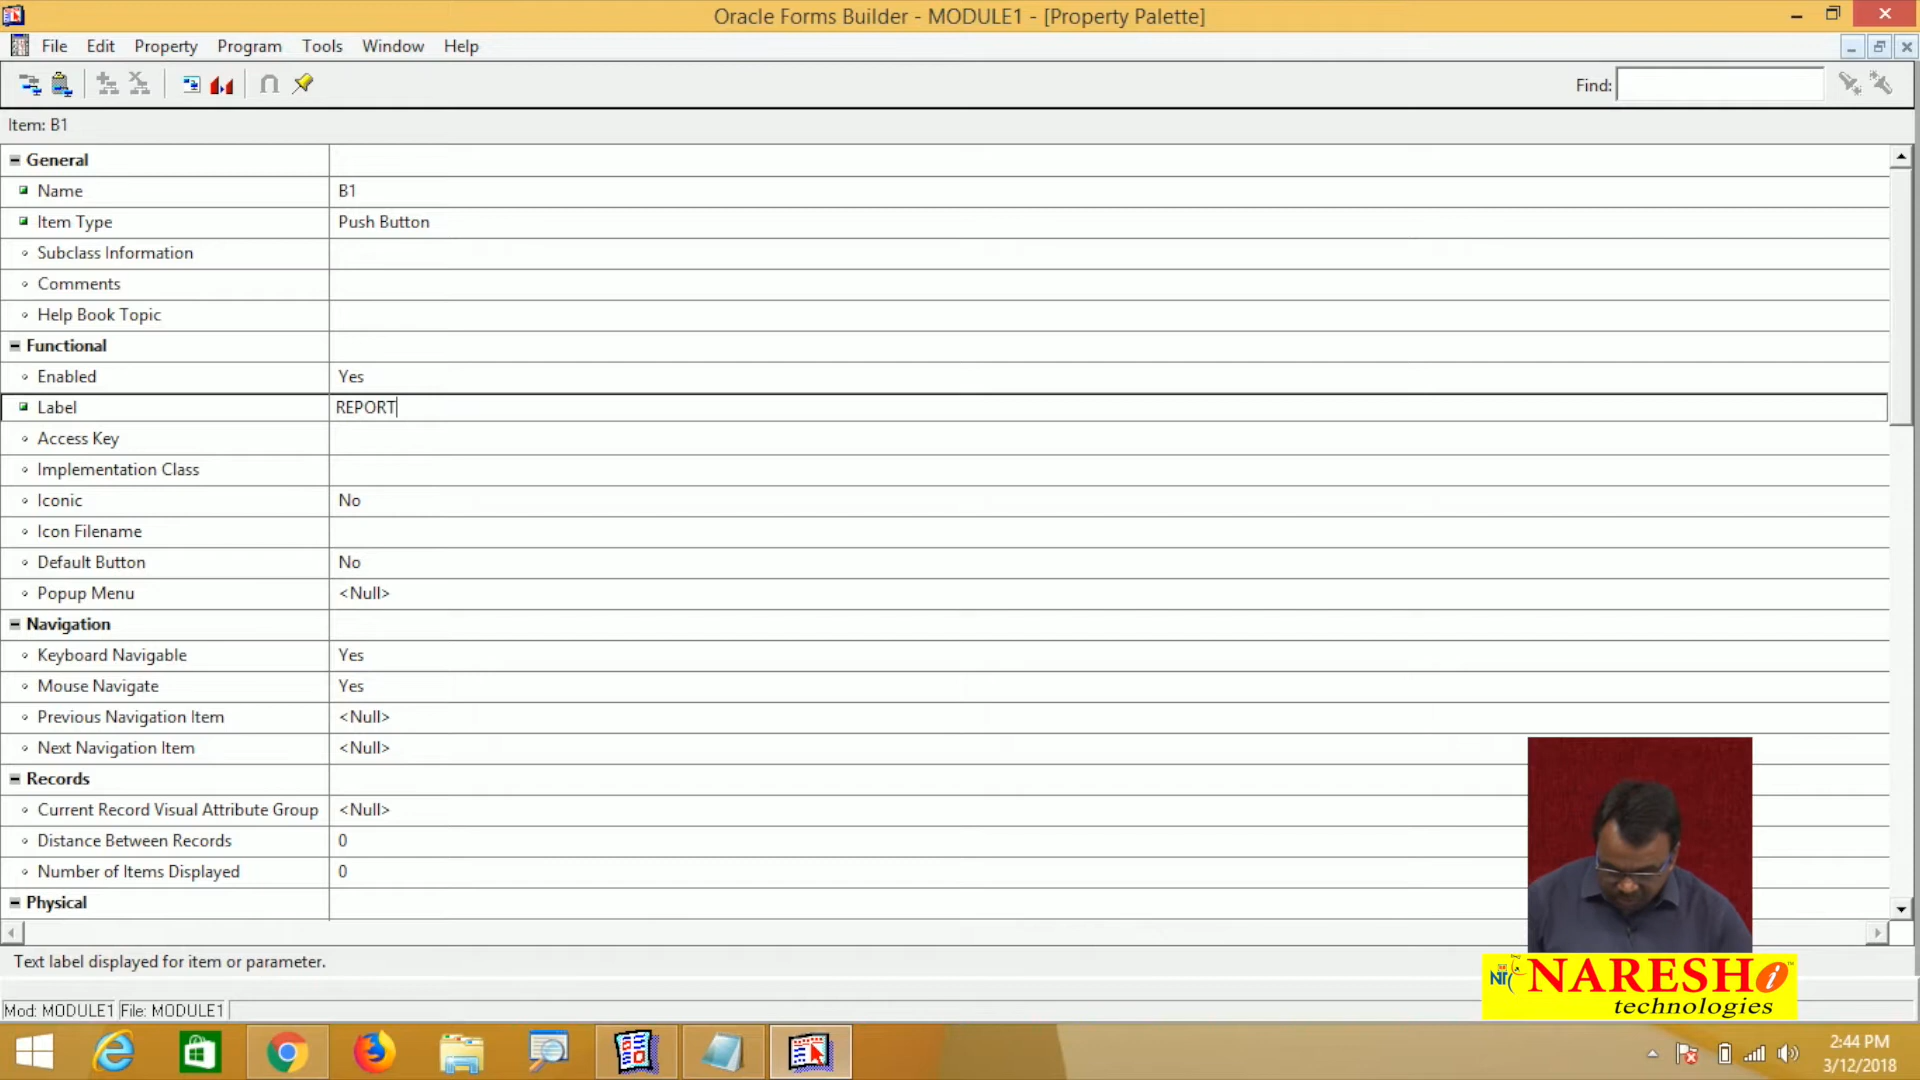 Oracle Forms Builder - MODULE1 - [Property Palette]
File Edit Property Program Tools Window Help
Find:
Item: B1
General
Name B1
Item Type Push Button
Subclass Information
Comments
Help Book Topic
Functional
Enabled Yes
Label REPORT
Access Key
Implementation Class
Iconic No
Icon Filename
Default Button No
Popup Menu <Null>
Navigation
Keyboard Navigable Yes
Mouse Navigate Yes
Previous Navigation Item <Null>
Next Navigation Item <Null>
Records
Current Record Visual Attribute Group <Null>
Distance Between Records 0
Number of Items Displayed 0
Physical
Text label displayed for item or parameter.
NARESH i
technologies
Mod: MODULE1 File: MODULE1
2:44 PM
3/12/2018